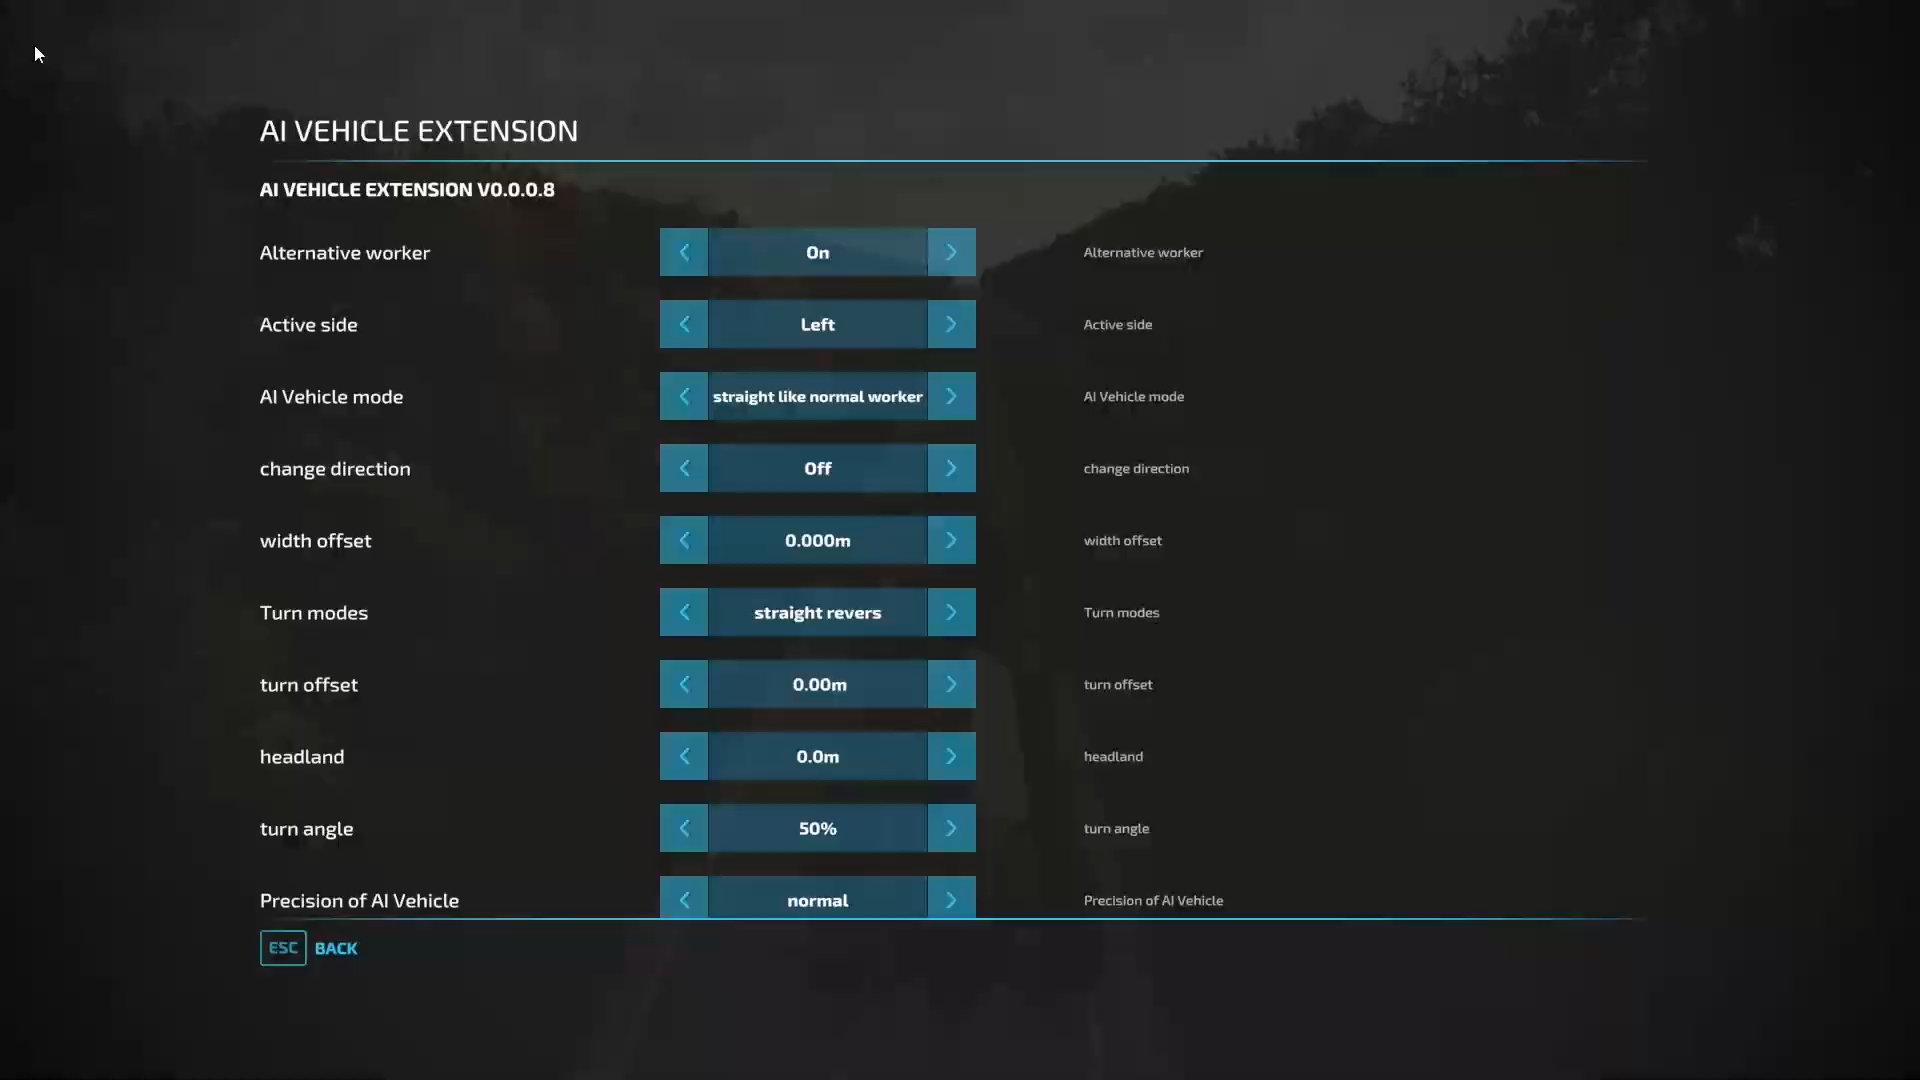 AI VEHICLE EXTENSION
AI VEHICLE EXTENSION V0.0.0.8
Alternative worker On Alternative worker
Active side Left Active side
AI Vehicle mode straight like normal worker AI Vehicle mode
change direction Off change direction
width offset 0.000m width offset
Turn modes straight revers Turn modes
turn offset 0.00m turn offset
headland 0.0m headland
turn angle 50% turn angle
Precision of AI Vehicle normal Precision of AI Vehicle
ESC BACK